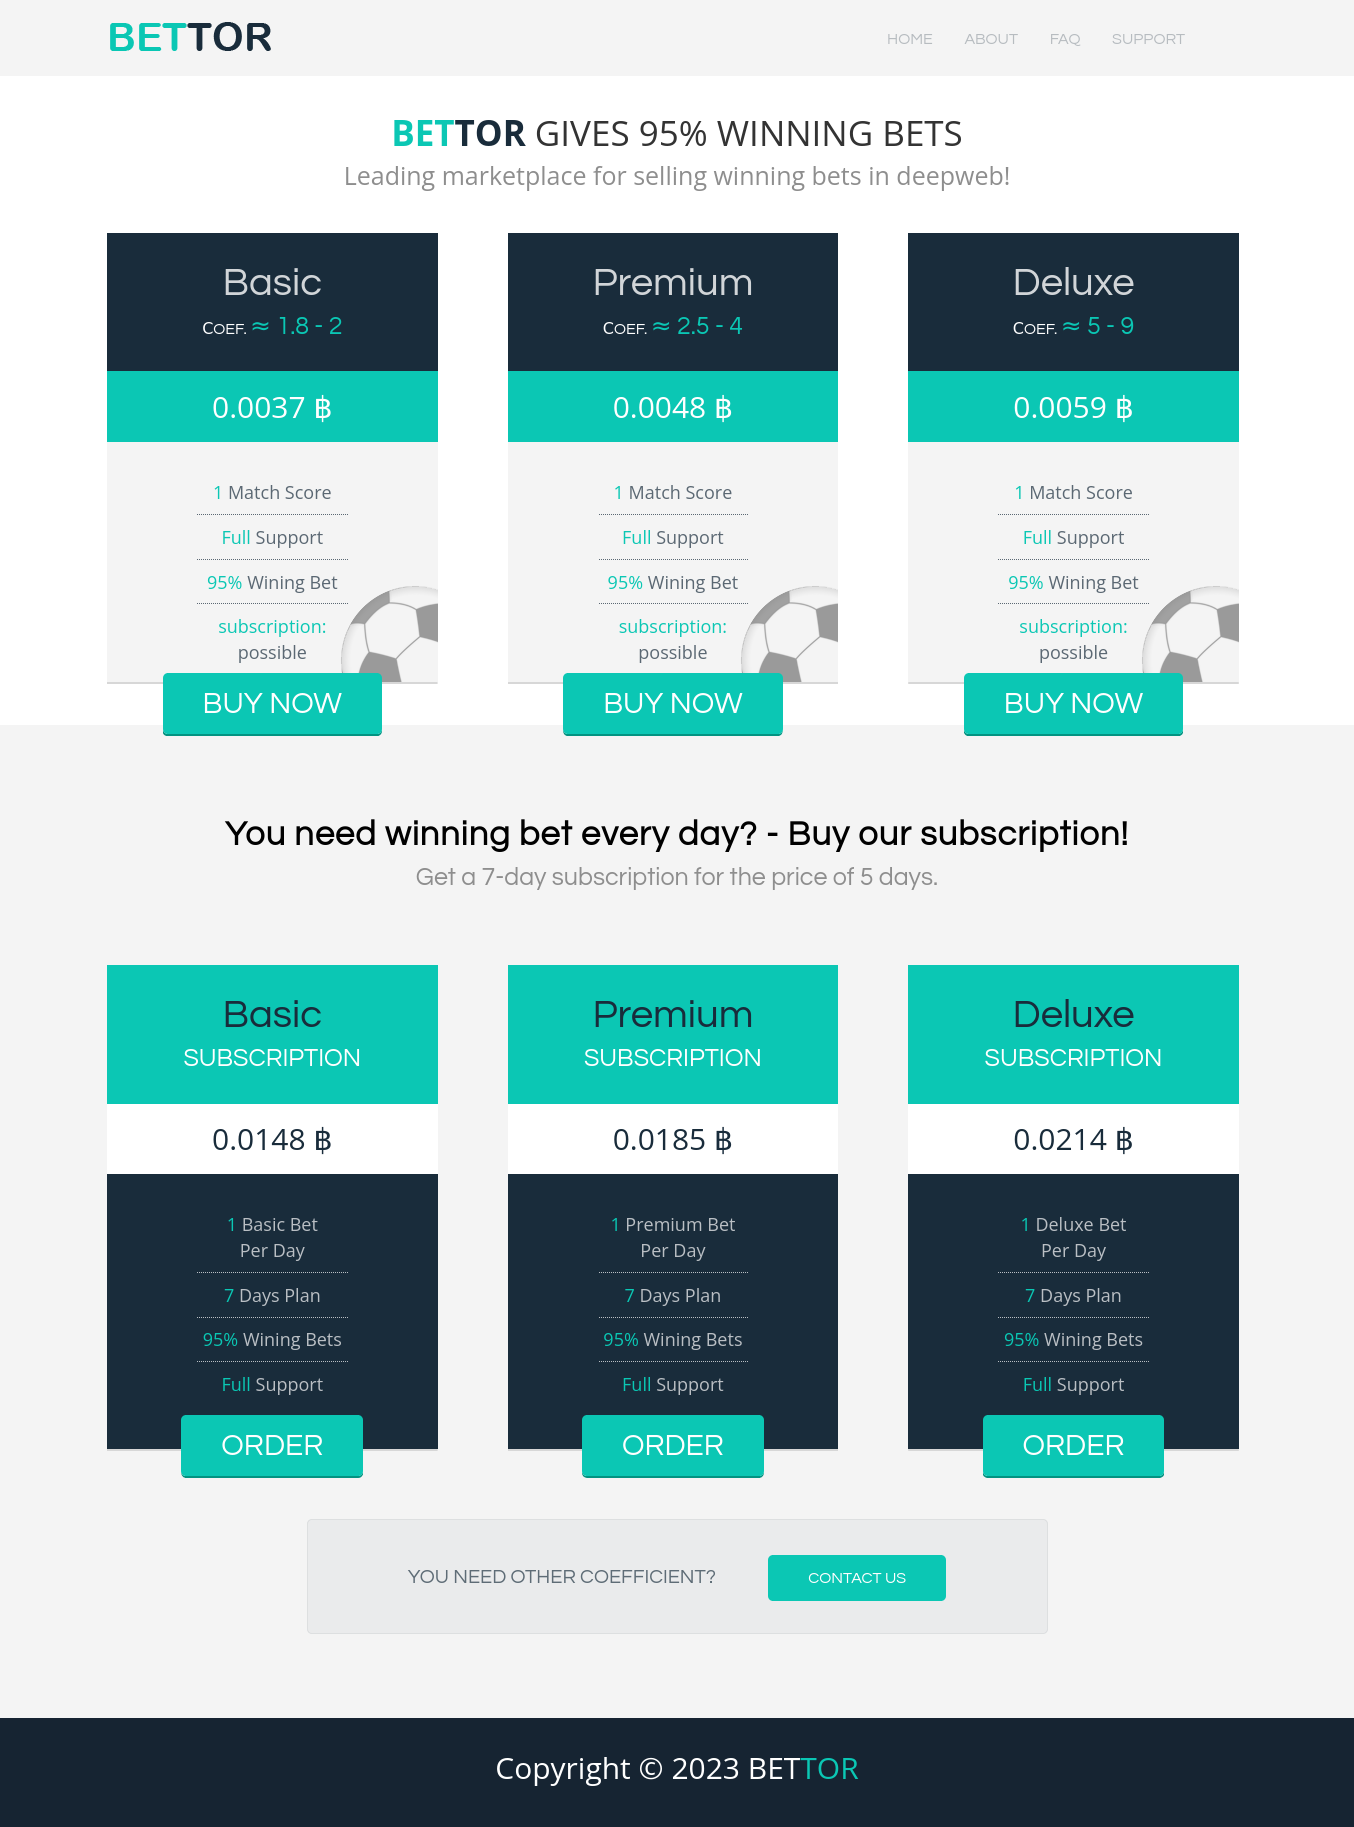 BETTOR
HOME ABOUT FAQ SUPPORT
BETTOR GIVES 95% WINNING BETS
Leading marketplace for selling winning bets in deepweb!
Basic
COEF. ≈ 1.8 - 2
0.0037 ฿
1 Match Score
Full Support
95% Wining Bet
subscription:
possible
BUY NOW
Premium
COEF. ≈ 2.5 - 4
0.0048 ฿
1 Match Score
Full Support
95% Wining Bet
subscription:
possible
BUY NOW
Deluxe
COEF. ≈ 5 - 9
0.0059 ฿
1 Match Score
Full Support
95% Wining Bet
subscription:
possible
BUY NOW
You need winning bet every day? - Buy our subscription!
Get a 7-day subscription for the price of 5 days.
Basic
SUBSCRIPTION
0.0148 ฿
1 Basic Bet
Per Day
7 Days Plan
95% Wining Bets
Full Support
ORDER
Premium
SUBSCRIPTION
0.0185 ฿
1 Premium Bet
Per Day
7 Days Plan
95% Wining Bets
Full Support
ORDER
Deluxe
SUBSCRIPTION
0.0214 ฿
1 Deluxe Bet
Per Day
7 Days Plan
95% Wining Bets
Full Support
ORDER
YOU NEED OTHER COEFFICIENT?
CONTACT US
Copyright © 2023 BETTOR